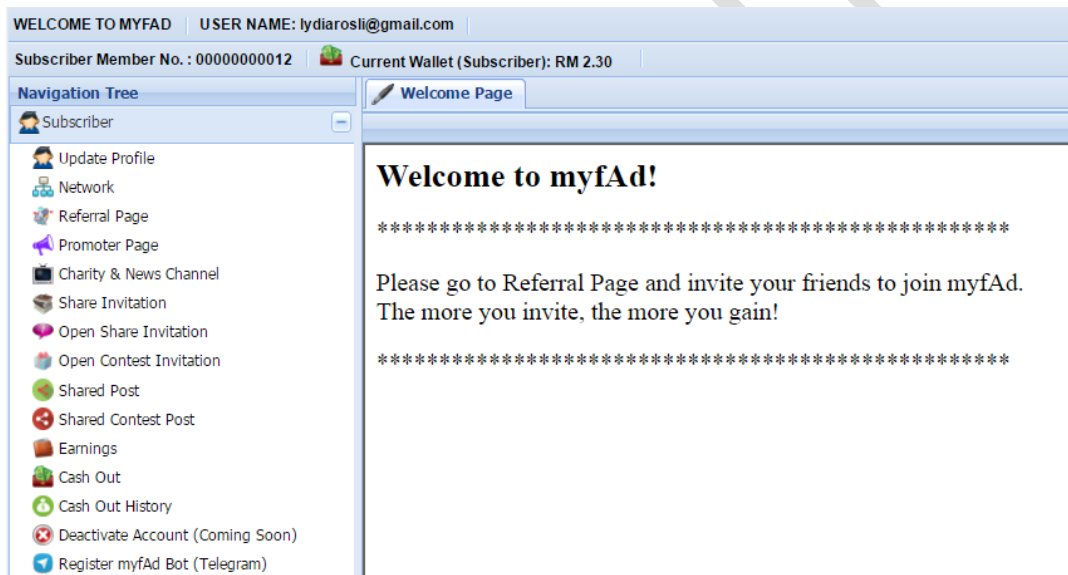 WELCOME TO MYFAD USER NAME: lydiarosli@gmail.com
Subscriber Member No. : 00000000012 Current Wallet (Subscriber): RM 2.30
Navigation Tree
Subscriber
Update Profile
Network
Referral Page
Promoter Page
Charity & News Channel
Share Invitation
Open Share Invitation
Open Contest Invitation
Shared Post
Shared Contest Post
Earnings
Cash Out
Cash Out History
Deactivate Account (Coming Soon)
Register myfAd Bot (Telegram)
Welcome Page
Welcome to myfAd!
***************************************************
Please go to Referral Page and invite your friends to join myfAd.
The more you invite, the more you gain!
***************************************************